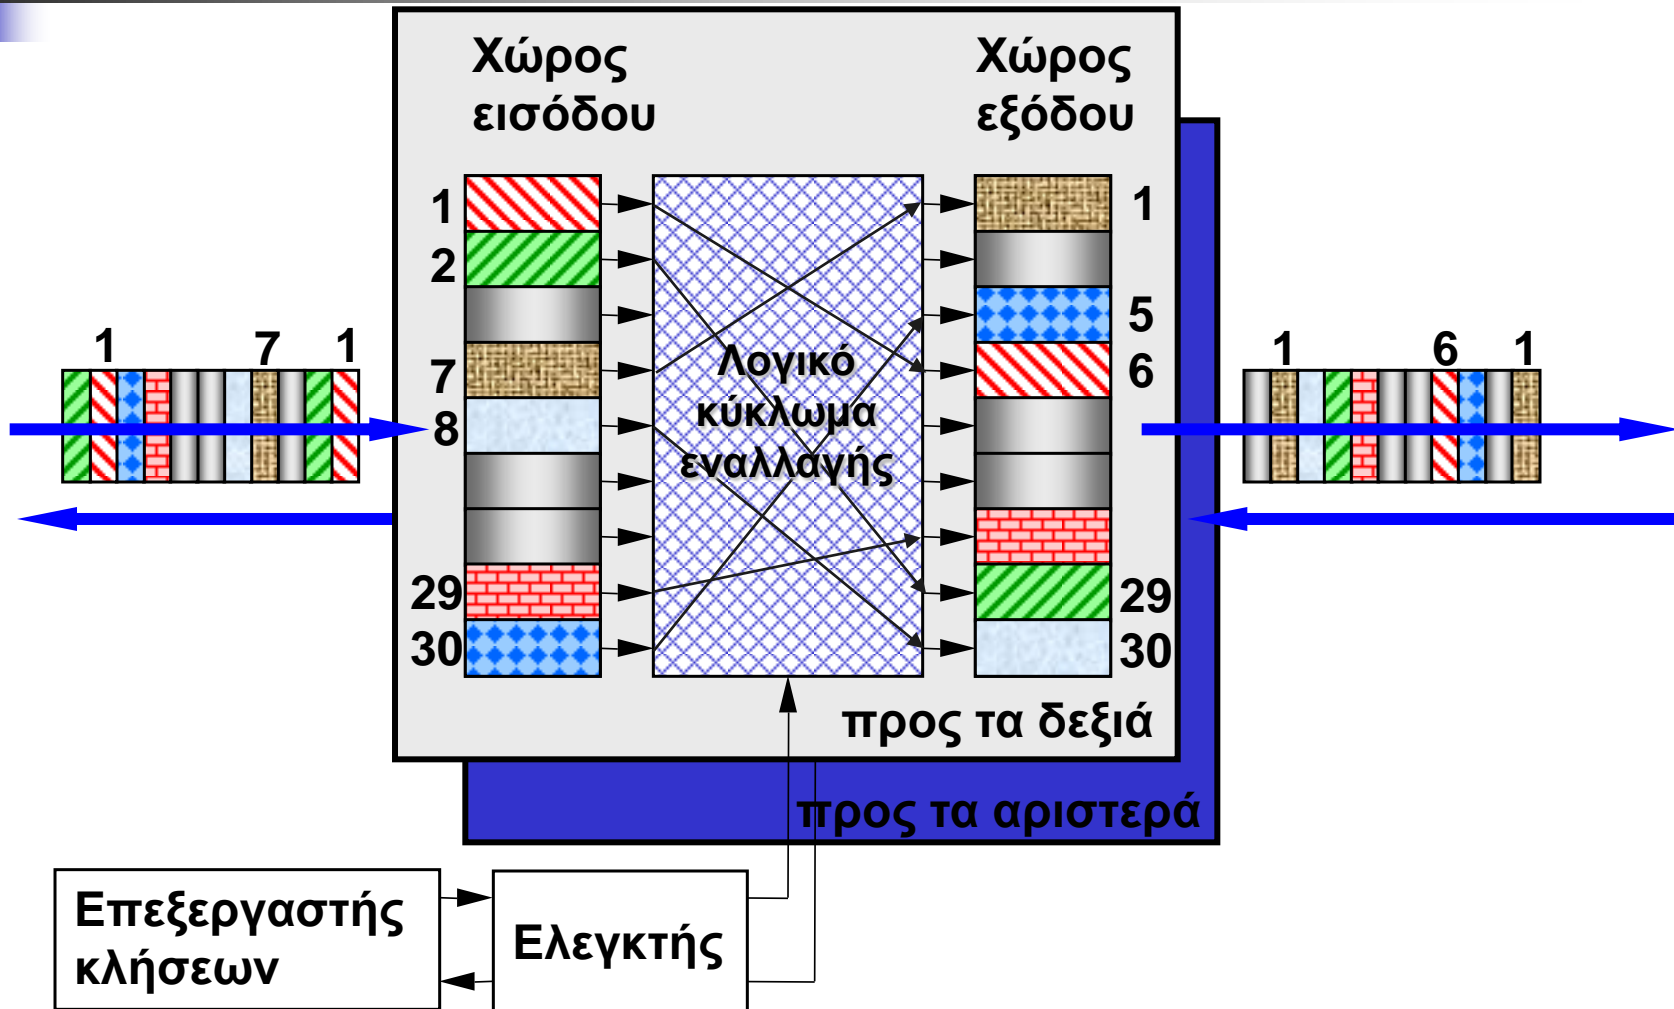 Χώρος
εισόδου
Χώρος
εξόδου
1
2
7
8
29
30
1
5
6
29
30
1 7 1
1 6 1
Λογικό
κύκλωμα
εναλλαγής
προς τα δεξιά
προς τα αριστερά
Επεξεργαστής
κλήσεων
Ελεγκτής